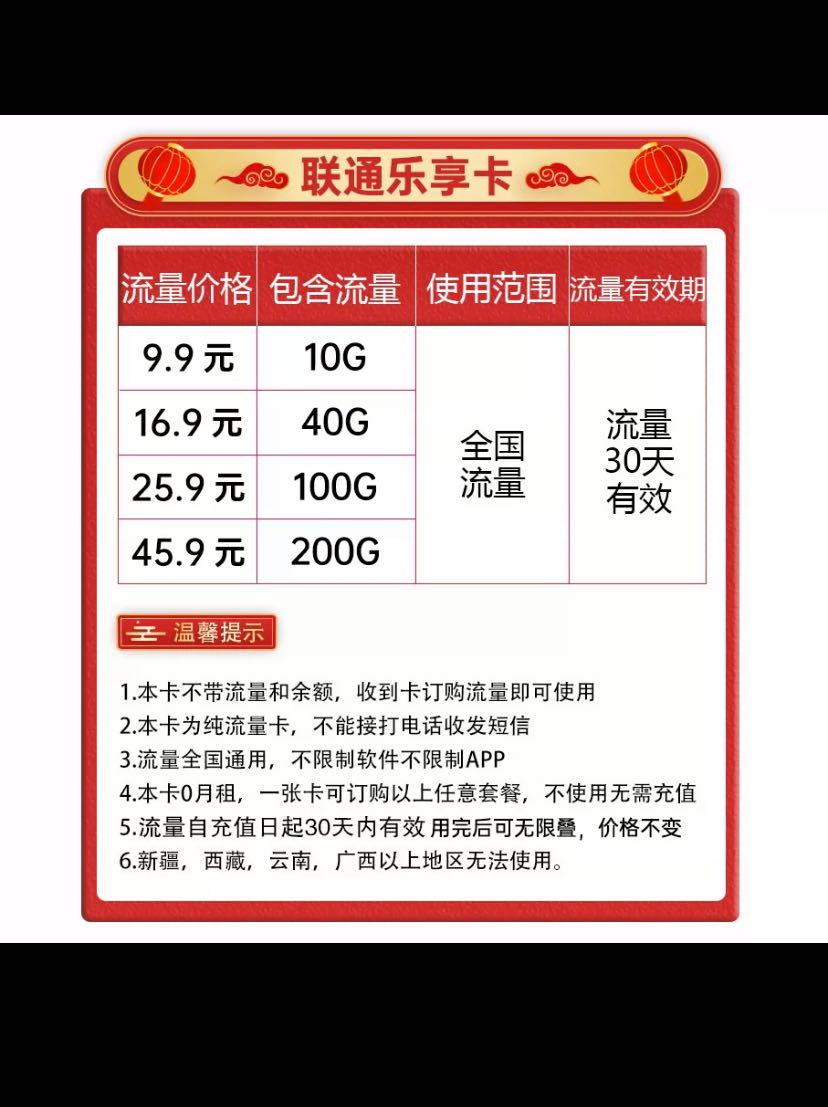 联通乐享卡
流量价格 包含流量 使用范围 流量有效期
9.9 元 10G
16.9 元 40G
25.9 元 100G
45.9 元 200G
全国
流量
流量
30天
有效
温馨提示
1.本卡不带流量和余额，收到卡订购流量即可使用
2.本卡为纯流量卡，不能接打电话收发短信
3.流量全国通用，不限制软件不限制APP
4.本卡0月租，一张卡可订购以上任意套餐，不使用无需充值
5.流量自充值日起30天内有效 用完后可无限叠，价格不变
6.新疆，西藏，云南，广西以上地区无法使用。